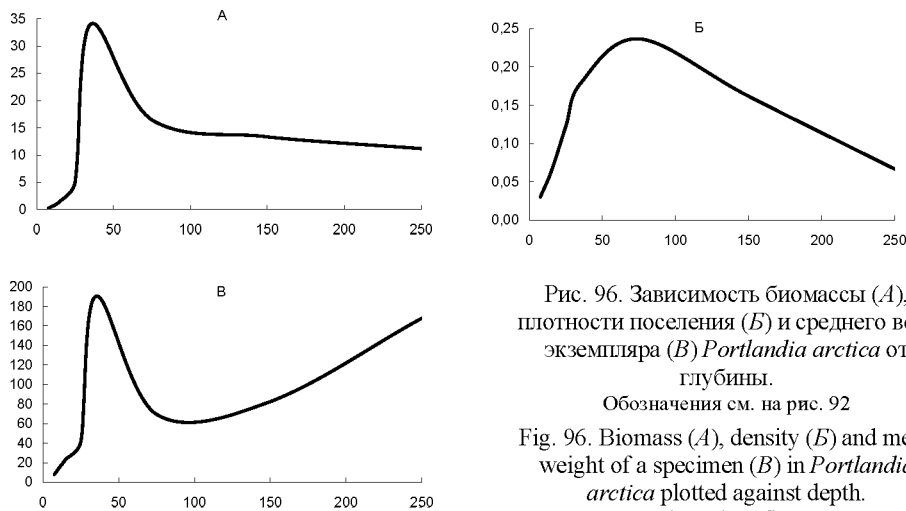 А
35
30
25
20
15
10
5
0
0 50 100 150 200 250
Б
0,25
0,20
0,15
0,10
0,05
0,00
0 50 100 150 200 250
В
200
180
160
140
120
100
80
60
40
20
0
0 50 100 150 200 250
Рис. 96. Зависимость биомассы (А),
плотности поселения (Б) и среднего ве
экземпляра (В) Portlandia arctica от
глубины.
Обозначения см. на рис. 92
Fig. 96. Biomass (A), density (Б) and me
weight of a specimen (B) in Portlandia
arctica plotted against depth.